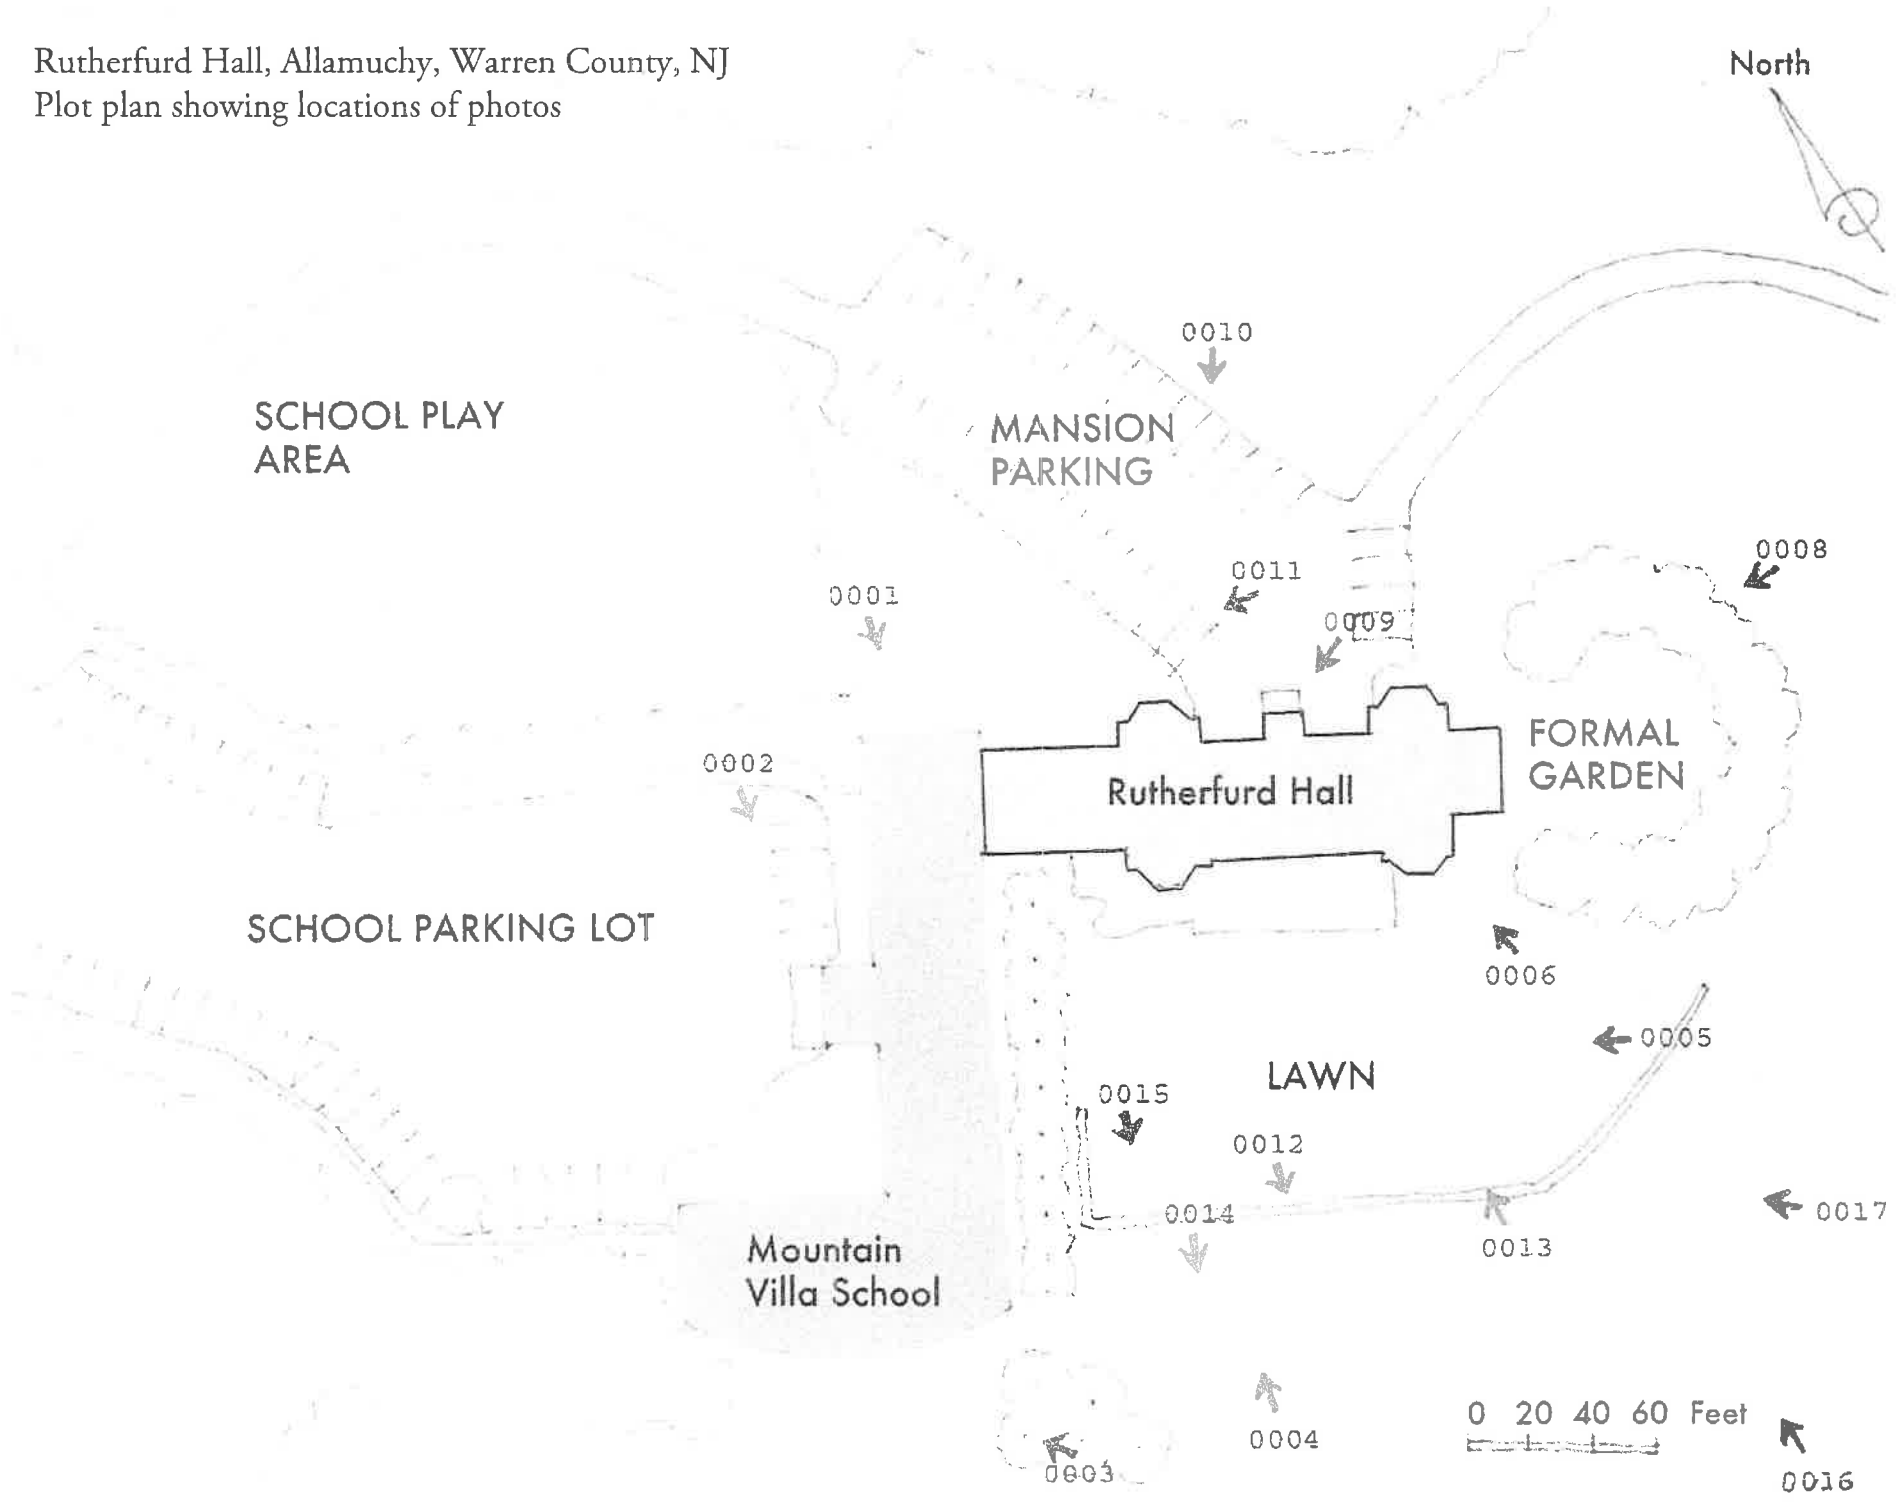 Rutherfurd Hall, Allamuchy, Warren County, NJ
Plot plan showing locations of photos
North
0010
SCHOOL PLAY
AREA
MANSION
PARKING
0008
0011
0001
0009
FORMAL
GARDEN
0002
Rutherfurd Hall
SCHOOL PARKING LOT
0006
0005
LAWN
0015
0012
0014
0017
0013
Mountain
Villa School
0 20 40 60 Feet
0004
0003
0016